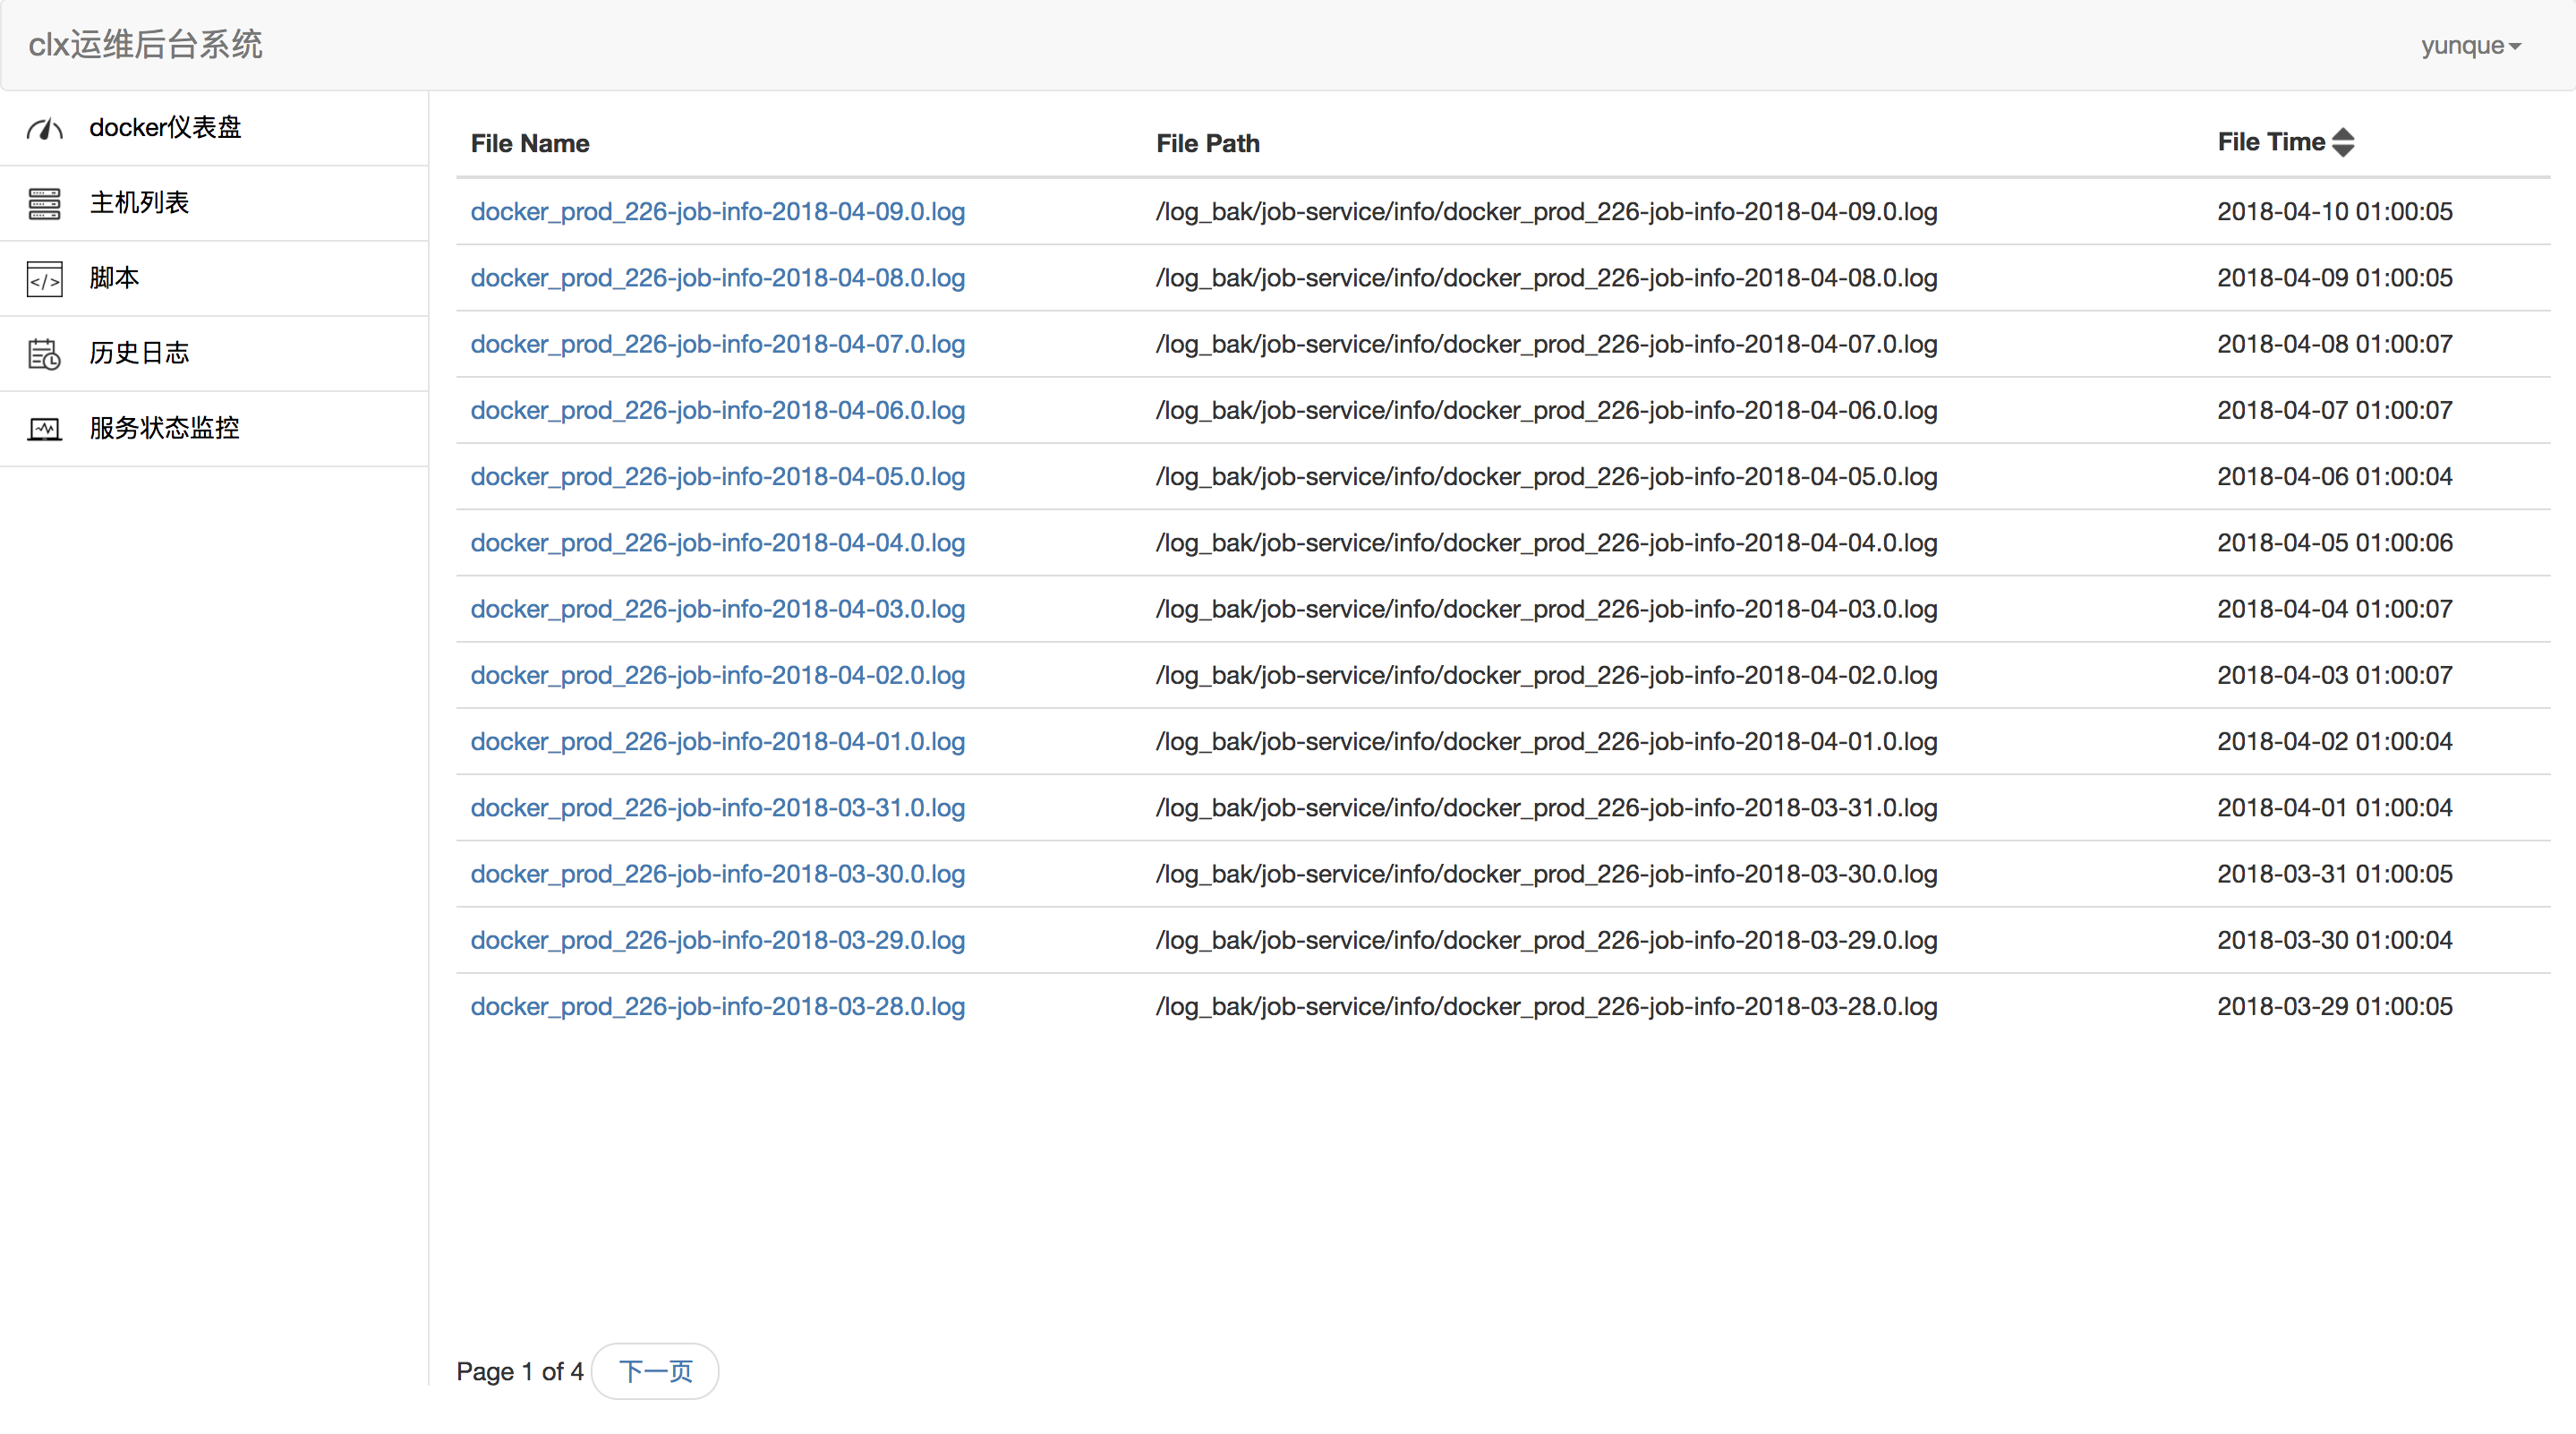 clx运维后台系统
yunque
docker仪表盘
主机列表
脚本
历史日志
服务状态监控
File Name File Path File Time
docker_prod_226-job-info-2018-04-09.0.log /log_bak/job-service/info/docker_prod_226-job-info-2018-04-09.0.log 2018-04-10 01:00:05
docker_prod_226-job-info-2018-04-08.0.log /log_bak/job-service/info/docker_prod_226-job-info-2018-04-08.0.log 2018-04-09 01:00:05
docker_prod_226-job-info-2018-04-07.0.log /log_bak/job-service/info/docker_prod_226-job-info-2018-04-07.0.log 2018-04-08 01:00:07
docker_prod_226-job-info-2018-04-06.0.log /log_bak/job-service/info/docker_prod_226-job-info-2018-04-06.0.log 2018-04-07 01:00:07
docker_prod_226-job-info-2018-04-05.0.log /log_bak/job-service/info/docker_prod_226-job-info-2018-04-05.0.log 2018-04-06 01:00:04
docker_prod_226-job-info-2018-04-04.0.log /log_bak/job-service/info/docker_prod_226-job-info-2018-04-04.0.log 2018-04-05 01:00:06
docker_prod_226-job-info-2018-04-03.0.log /log_bak/job-service/info/docker_prod_226-job-info-2018-04-03.0.log 2018-04-04 01:00:07
docker_prod_226-job-info-2018-04-02.0.log /log_bak/job-service/info/docker_prod_226-job-info-2018-04-02.0.log 2018-04-03 01:00:07
docker_prod_226-job-info-2018-04-01.0.log /log_bak/job-service/info/docker_prod_226-job-info-2018-04-01.0.log 2018-04-02 01:00:04
docker_prod_226-job-info-2018-03-31.0.log /log_bak/job-service/info/docker_prod_226-job-info-2018-03-31.0.log 2018-04-01 01:00:04
docker_prod_226-job-info-2018-03-30.0.log /log_bak/job-service/info/docker_prod_226-job-info-2018-03-30.0.log 2018-03-31 01:00:05
docker_prod_226-job-info-2018-03-29.0.log /log_bak/job-service/info/docker_prod_226-job-info-2018-03-29.0.log 2018-03-30 01:00:04
docker_prod_226-job-info-2018-03-28.0.log /log_bak/job-service/info/docker_prod_226-job-info-2018-03-28.0.log 2018-03-29 01:00:05
Page 1 of 4 下一页